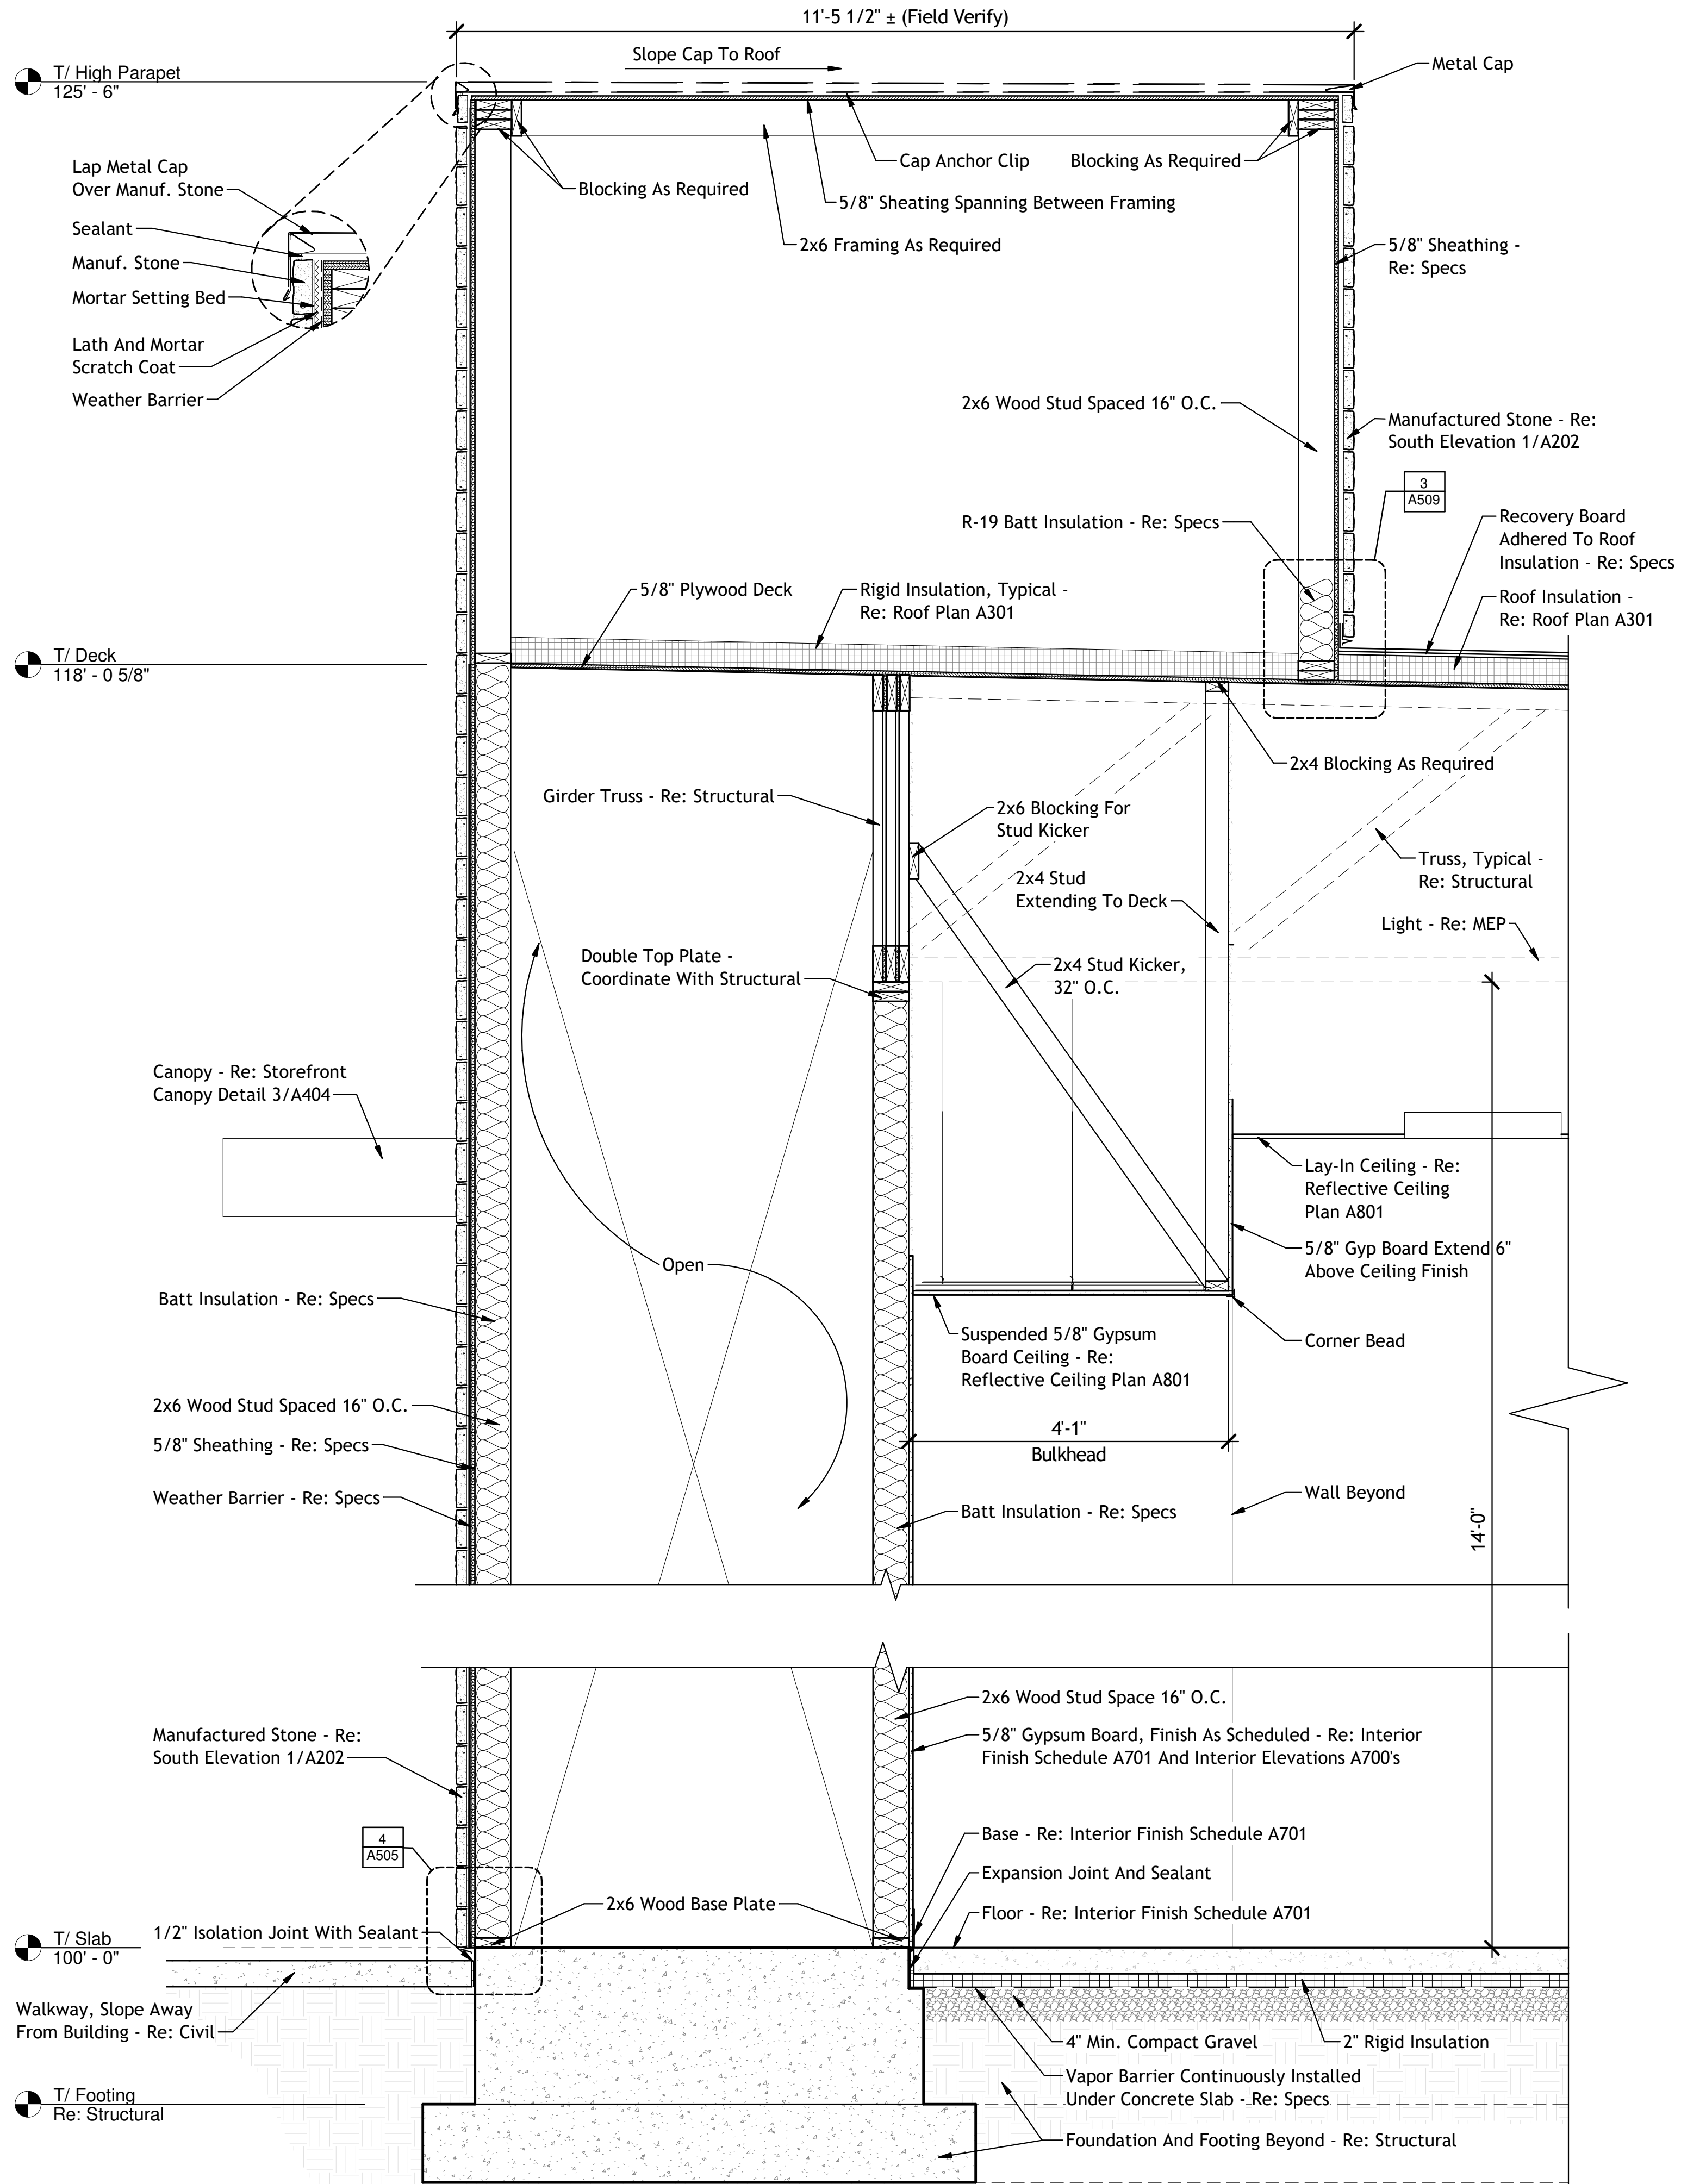 11'-5 1/2" ± (Field Verify)
Slope Cap To Roof
T/ High Parapet
125' - 6"
Metal Cap
Lap Metal Cap
Over Manuf. Stone
Sealant
Manuf. Stone
Mortar Setting Bed
Lath And Mortar
Scratch Coat
Weather Barrier
Blocking As Required
Cap Anchor Clip
Blocking As Required
5/8" Sheating Spanning Between Framing
2x6 Framing As Required
5/8" Sheathing -
Re: Specs
2x6 Wood Stud Spaced 16" O.C.
Manufactured Stone - Re:
South Elevation 1/A202
3
A509
R-19 Batt Insulation - Re: Specs
Recovery Board
Adhered To Roof
Insulation - Re: Specs
Roof Insulation -
Re: Roof Plan A301
5/8" Plywood Deck
Rigid Insulation, Typical -
Re: Roof Plan A301
T/ Deck
118' - 0 5/8"
2x4 Blocking As Required
Girder Truss - Re: Structural
2x6 Blocking For
Stud Kicker
Truss, Typical -
Re: Structural
2x4 Stud
Extending To Deck
Light - Re: MEP
Double Top Plate -
Coordinate With Structural
2x4 Stud Kicker,
32" O.C.
Canopy - Re: Storefront
Canopy Detail 3/A404
Lay-In Ceiling - Re:
Reflective Ceiling
Plan A801
5/8" Gyp Board Extend 6"
Above Ceiling Finish
Open
Batt Insulation - Re: Specs
Suspended 5/8" Gypsum
Board Ceiling - Re:
Reflective Ceiling Plan A801
Corner Bead
2x6 Wood Stud Spaced 16" O.C.
5/8" Sheathing - Re: Specs
4'-1"
Bulkhead
Weather Barrier - Re: Specs
Wall Beyond
Batt Insulation - Re: Specs
14'-0"
2x6 Wood Stud Space 16" O.C.
Manufactured Stone - Re:
South Elevation 1/A202
5/8" Gypsum Board, Finish As Scheduled - Re: Interior
Finish Schedule A701 And Interior Elevations A700's
4
A505
Base - Re: Interior Finish Schedule A701
Expansion Joint And Sealant
2x6 Wood Base Plate
Floor - Re: Interior Finish Schedule A701
1/2" Isolation Joint With Sealant
T/ Slab
100' - 0"
Walkway, Slope Away
From Building - Re: Civil
4" Min. Compact Gravel
2" Rigid Insulation
Vapor Barrier Continuously Installed
Under Concrete Slab - Re: Specs
T/ Footing
Re: Structural
Foundation And Footing Beyond - Re: Structural